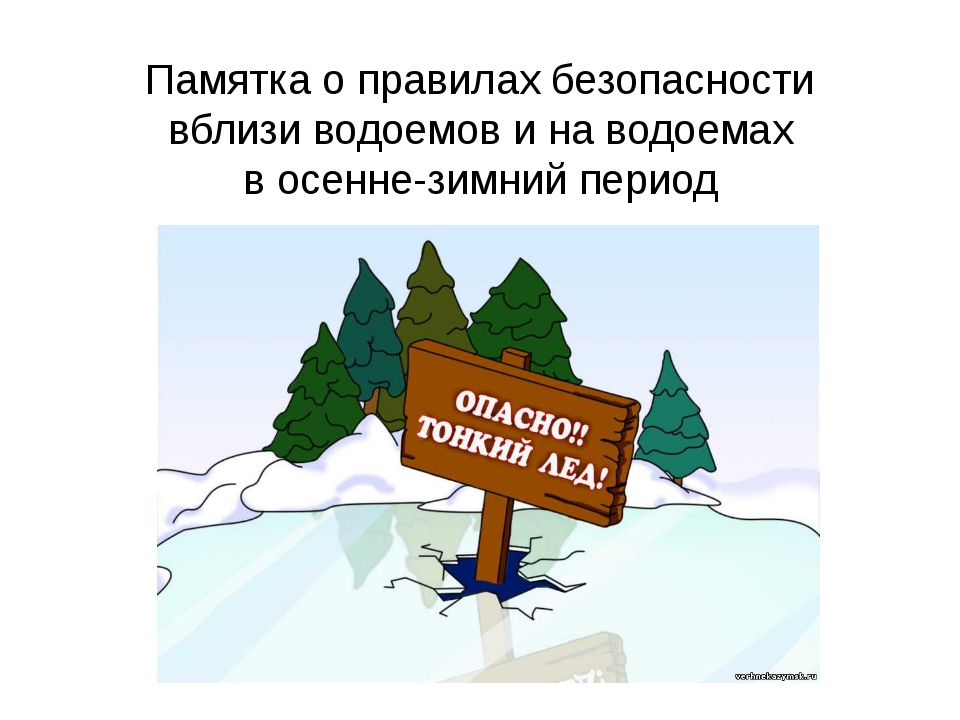 Памятка о правилах безопасности
вблизи водоемов и на водоемах
в осенне-зимний период
ОПАСНО!!
ТОНКИЙ ЛЕД!
verhnekazymsk.ru